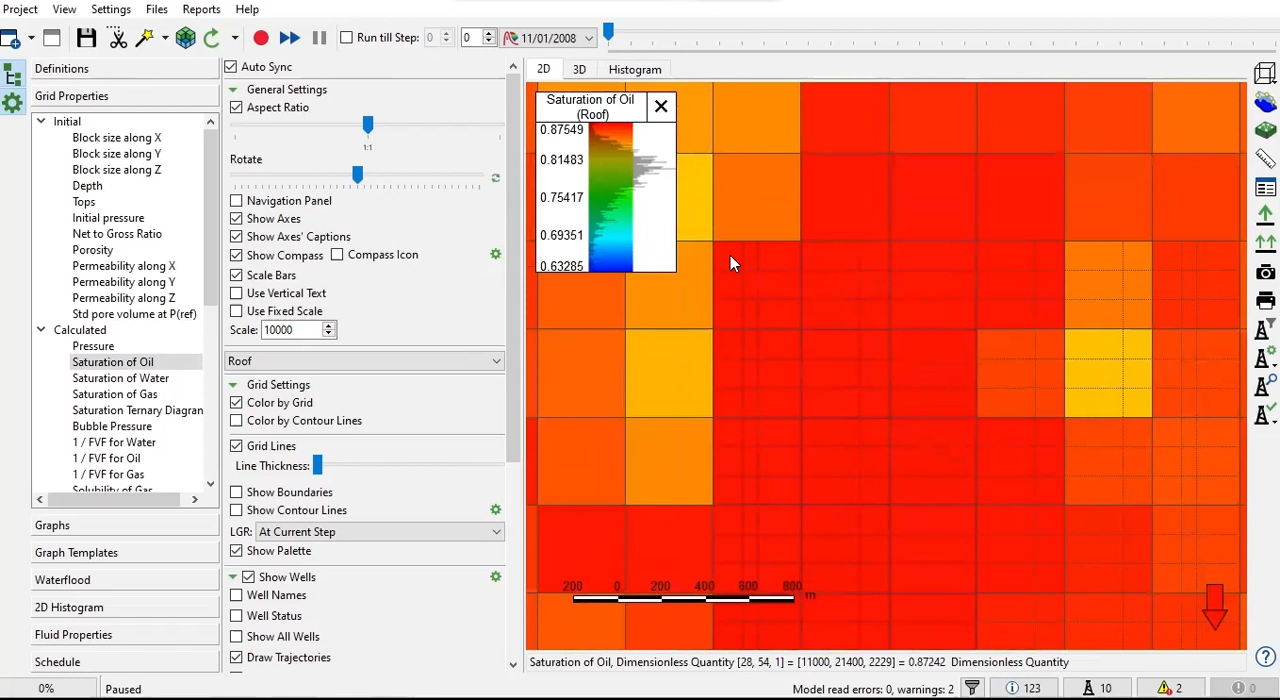 Project View Settings Files Reports Help
Run till Step: 0 0 11/01/2008
Definitions
Grid Properties
Initial
Block size along X
Block size along Y
Block size along Z
Depth
Tops
Initial pressure
Net to Gross Ratio
Porosity
Permeability along X
Permeability along Y
Permeability along Z
Std pore volume at P(ref)
Calculated
Pressure
Saturation of Oil
Saturation of Water
Saturation of Gas
Saturation Ternary Diagran
Bubble Pressure
1 / FVF for Water
1 / FVF for Oil
1 / FVF for Gas
Solubility of Gas
Graphs
Graph Templates
Waterflood
2D Histogram
Fluid Properties
Schedule
Auto Sync
General Settings
Aspect Ratio
1:1
Rotate
Navigation Panel
Show Axes
Show Axes' Captions
Show Compass Compass Icon
Scale Bars
Use Vertical Text
Use Fixed Scale
Scale: 10000
Roof
Grid Settings
Color by Grid
Color by Contour Lines
Grid Lines
Line Thickness:
Show Boundaries
Show Contour Lines
LGR: At Current Step
Show Palette
Show Wells
Well Names
Well Status
Show All Wells
Draw Trajectories
2D 3D Histogram
Saturation of Oil
(Roof)
0.87549
0.81483
0.75417
0.69351
0.63285
200 0 200 400 600 800
m
Saturation of Oil, Dimensionless Quantity [28, 54, 1] = [11000, 21400, 2229] = 0.87242 Dimensionless Quantity
0% Paused Model read errors: 0, warnings: 2 123 10 2 0